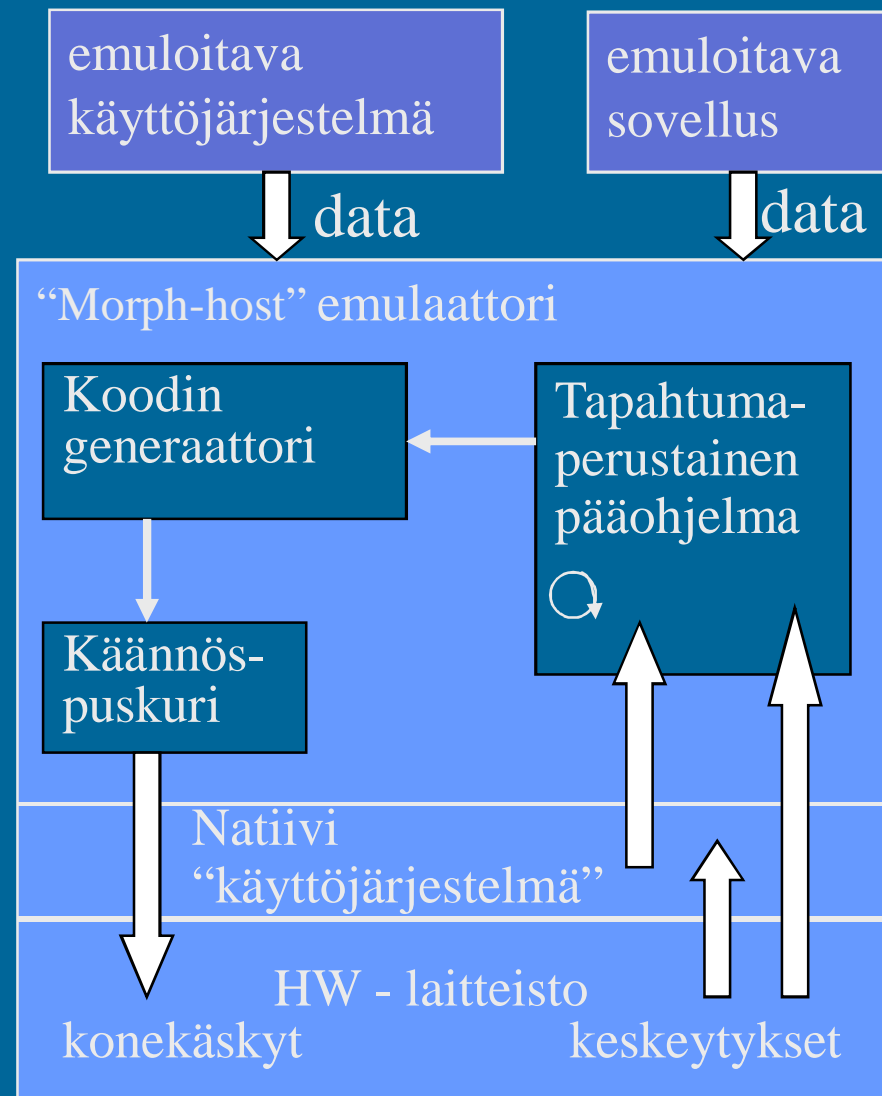 emuloitava
käyttöjärjestelmä
emuloitava
sovellus
data
data
“Morph-host” emulaattori
Koodin
generaattori
Tapahtuma-
perustainen
pääohjelma
Käännös-
puskuri
Natiivi
“käyttöjärjestelmä”
HW - laitteisto
konekäskyt
keskeytykset